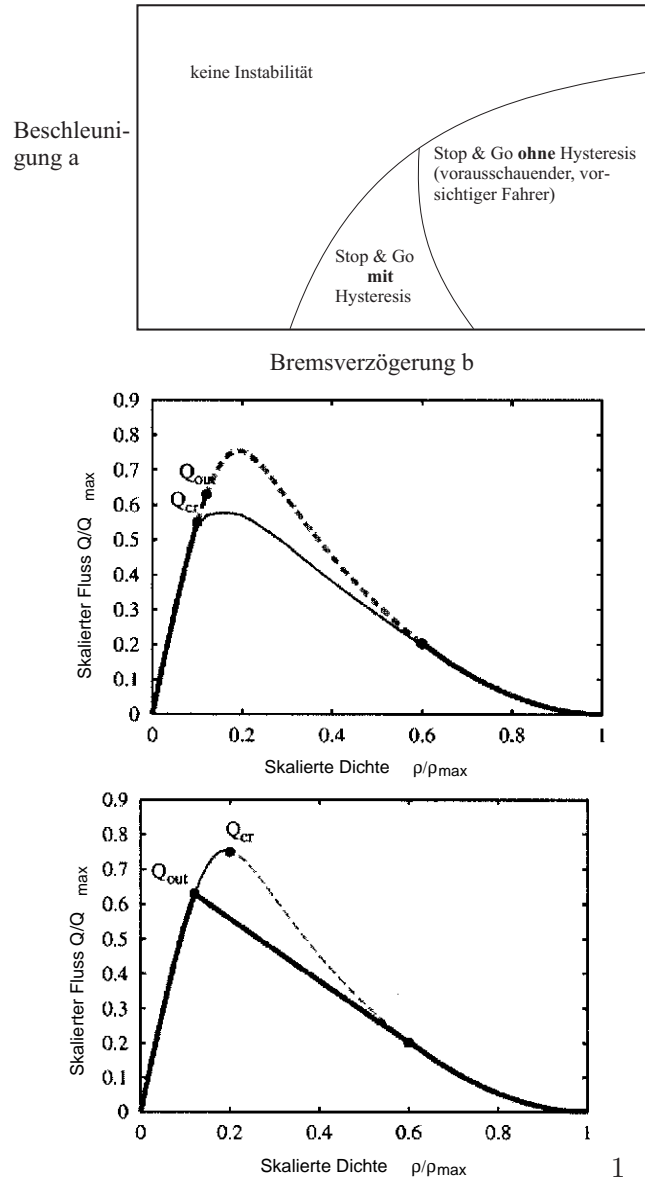 keine Instabilität
Beschleuni-
gung a
Stop & Go ohne Hysteresis
(vorausschauender, vor-
sichtiger Fahrer)
Stop & Go
mit
Hysteresis
Bremsverzögerung b
0.9
0.8
0.7
0.6
0.5
0.4
0.3
0.2
0.1
0
Skalierter Fluss Q/Q max
Qout
Qcr
0 0.2 0.4 0.6 0.8 1
Skalierte Dichte ρ/ρmax
0.9
0.8
0.7
0.6
0.5
0.4
0.3
0.2
0.1
0
Skalierter Fluss Q/Q max
Qcr
Qout
0 0.2 0.4 0.6 0.8 1
Skalierte Dichte ρ/ρmax
1